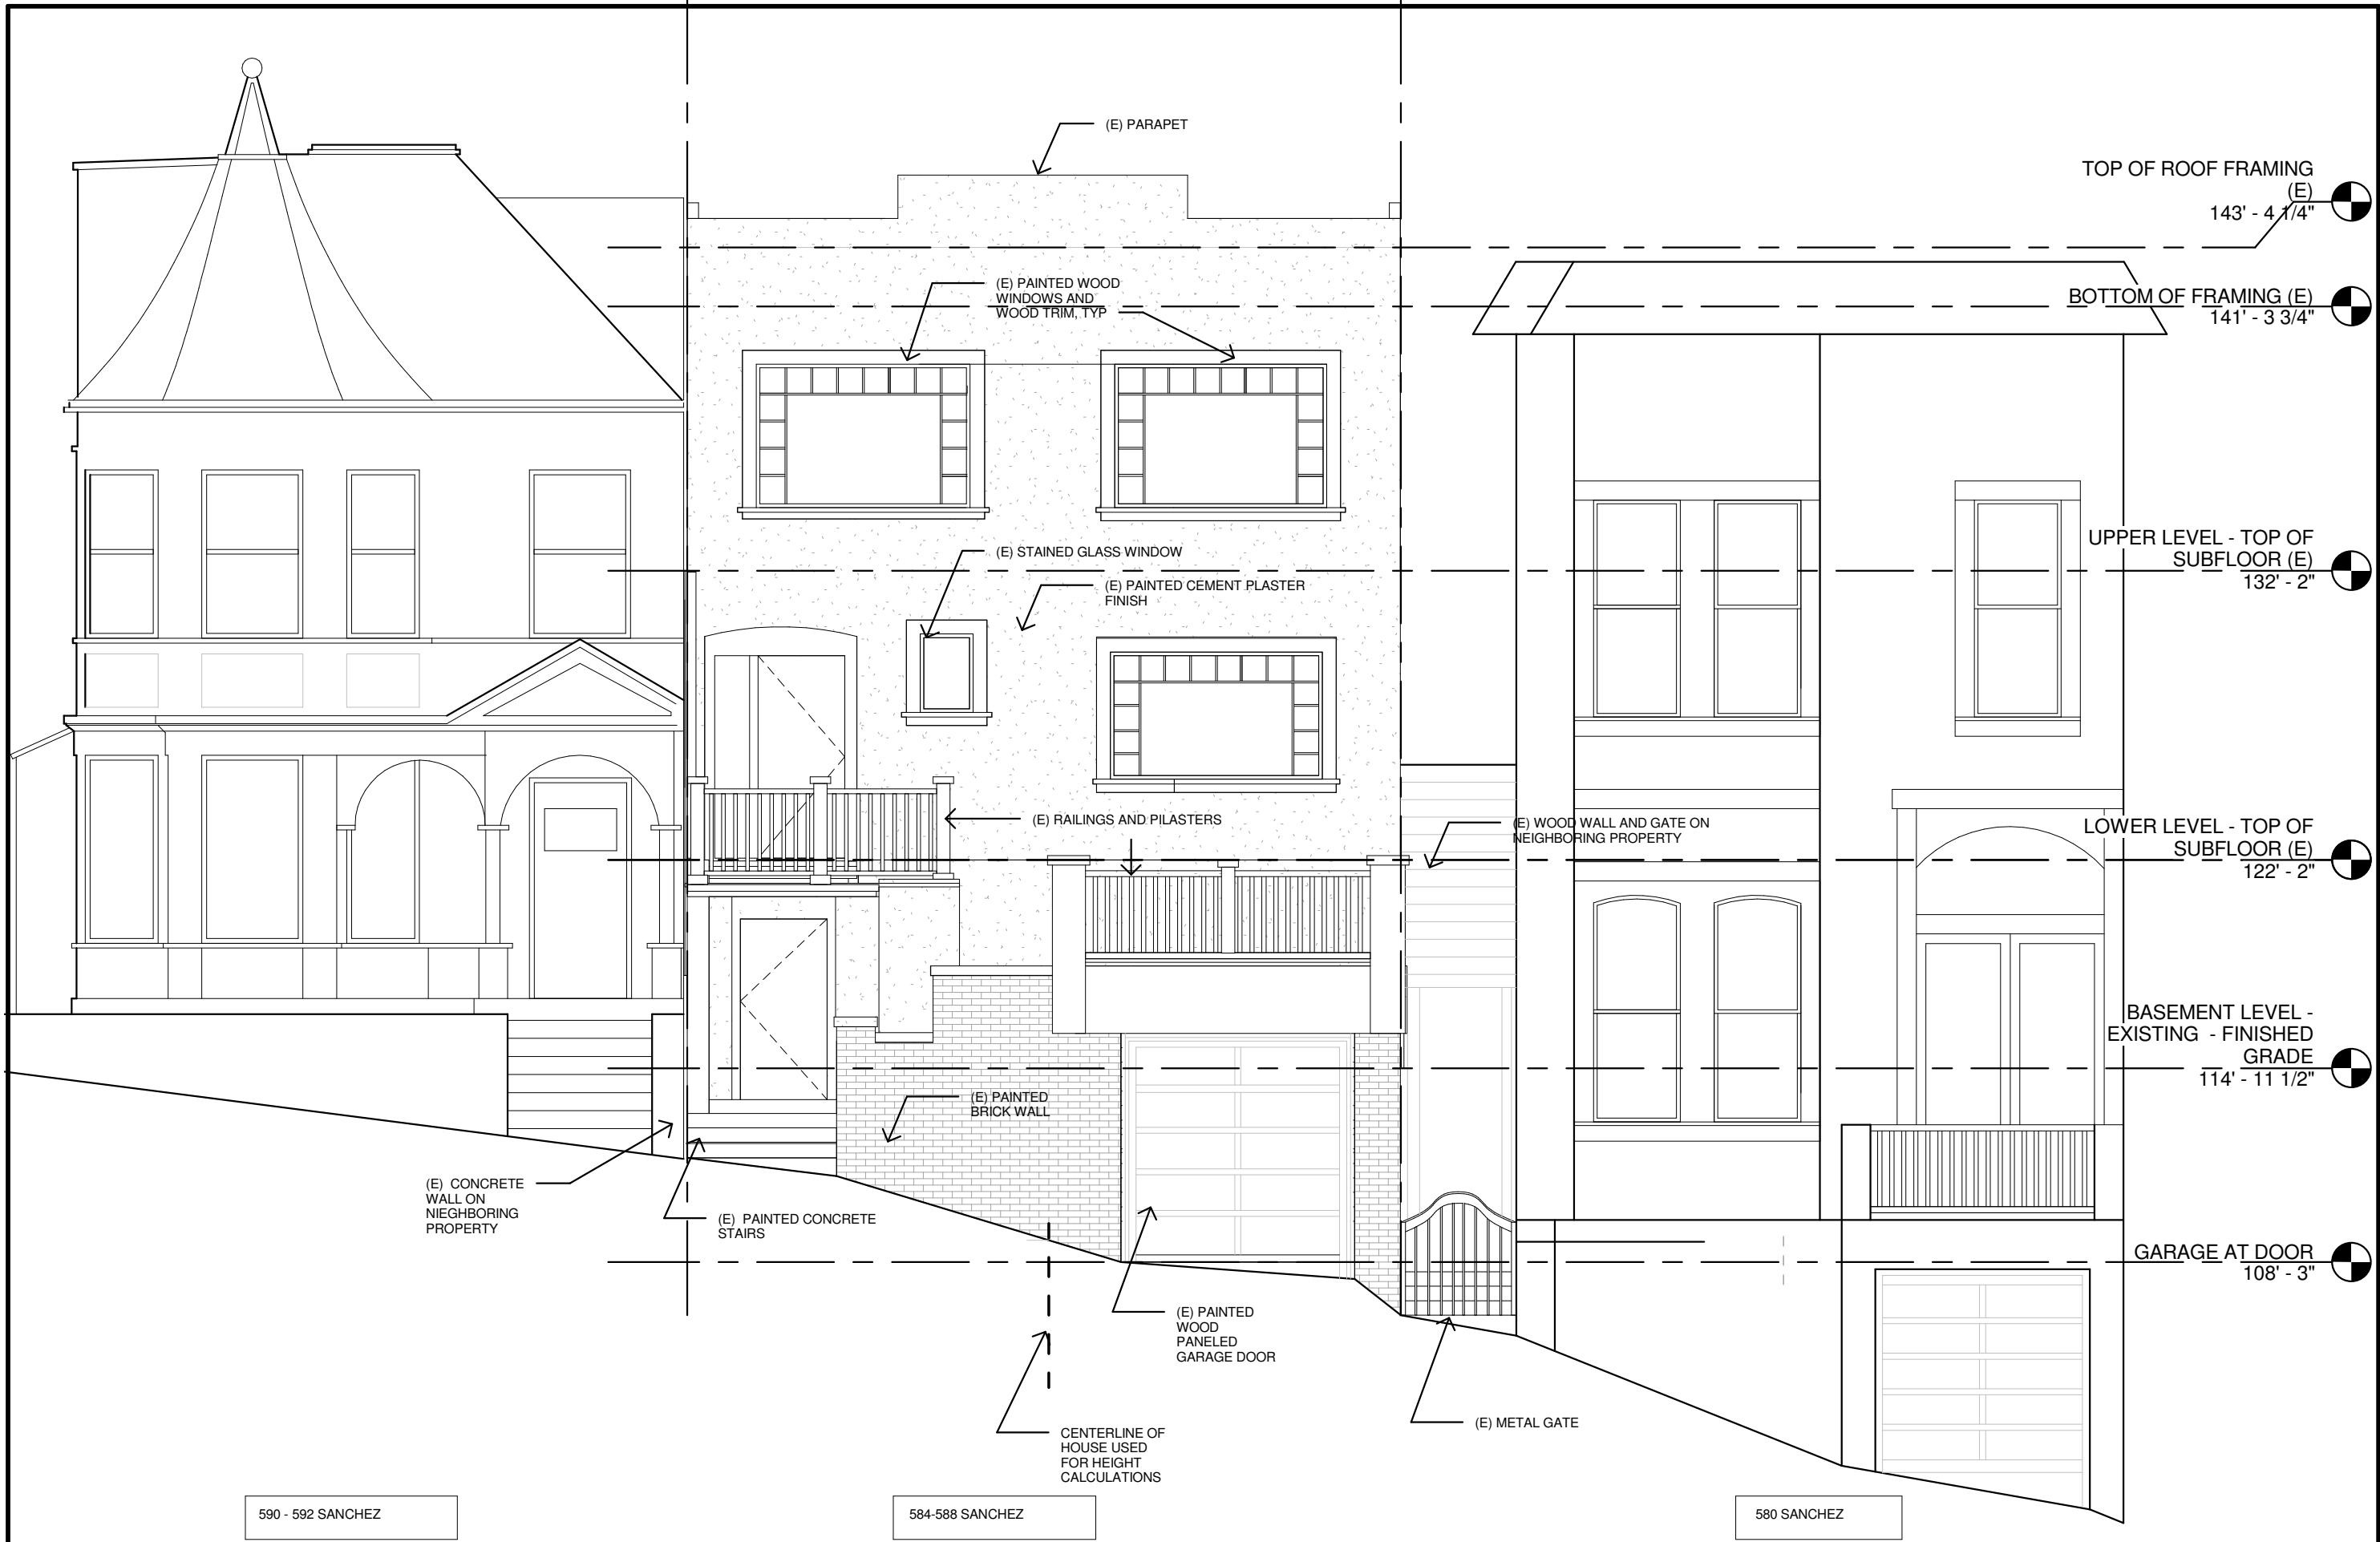 (E) PARAPET
TOP OF ROOF FRAMING
(E)
143' - 4 1/4"
(E) PAINTED WOOD
WINDOWS AND
WOOD TRIM, TYP
BOTTOM OF FRAMING (E)
141' - 3 3/4"
(E) STAINED GLASS WINDOW
(E) PAINTED CEMENT PLASTER
FINISH
UPPER LEVEL - TOP OF
SUBFLOOR (E)
132' - 2"
(E) RAILINGS AND PILASTERS
(E) WOOD WALL AND GATE ON
NEIGHBORING PROPERTY
LOWER LEVEL - TOP OF
SUBFLOOR (E)
122' - 2"
BASEMENT LEVEL -
EXISTING - FINISHED
GRADE
114' - 11 1/2"
(E) PAINTED
BRICK WALL
(E) CONCRETE
WALL ON
NIEGHBORING
PROPERTY
(E) PAINTED CONCRETE
STAIRS
GARAGE AT DOOR
108' - 3"
(E) PAINTED
WOOD
PANELED
GARAGE DOOR
(E) METAL GATE
CENTERLINE OF
HOUSE USED
FOR HEIGHT
CALCULATIONS
590 - 592 SANCHEZ
584-588 SANCHEZ
580 SANCHEZ